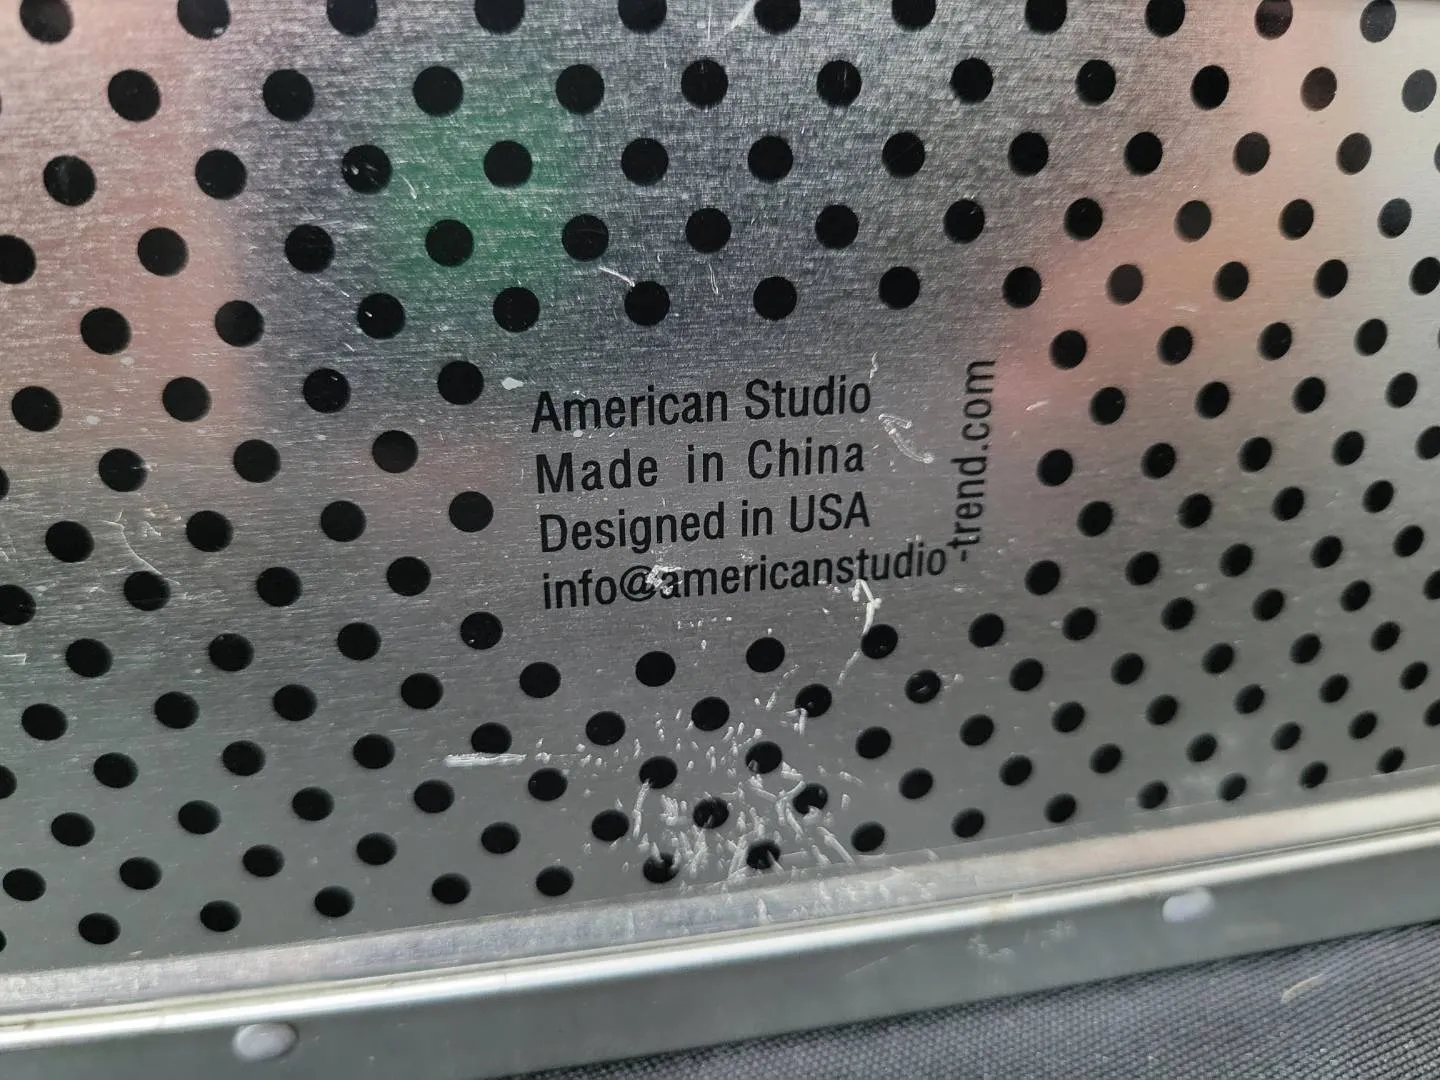 American Studio
Made in China
Designed in USA
info@americanstudio-trend.com